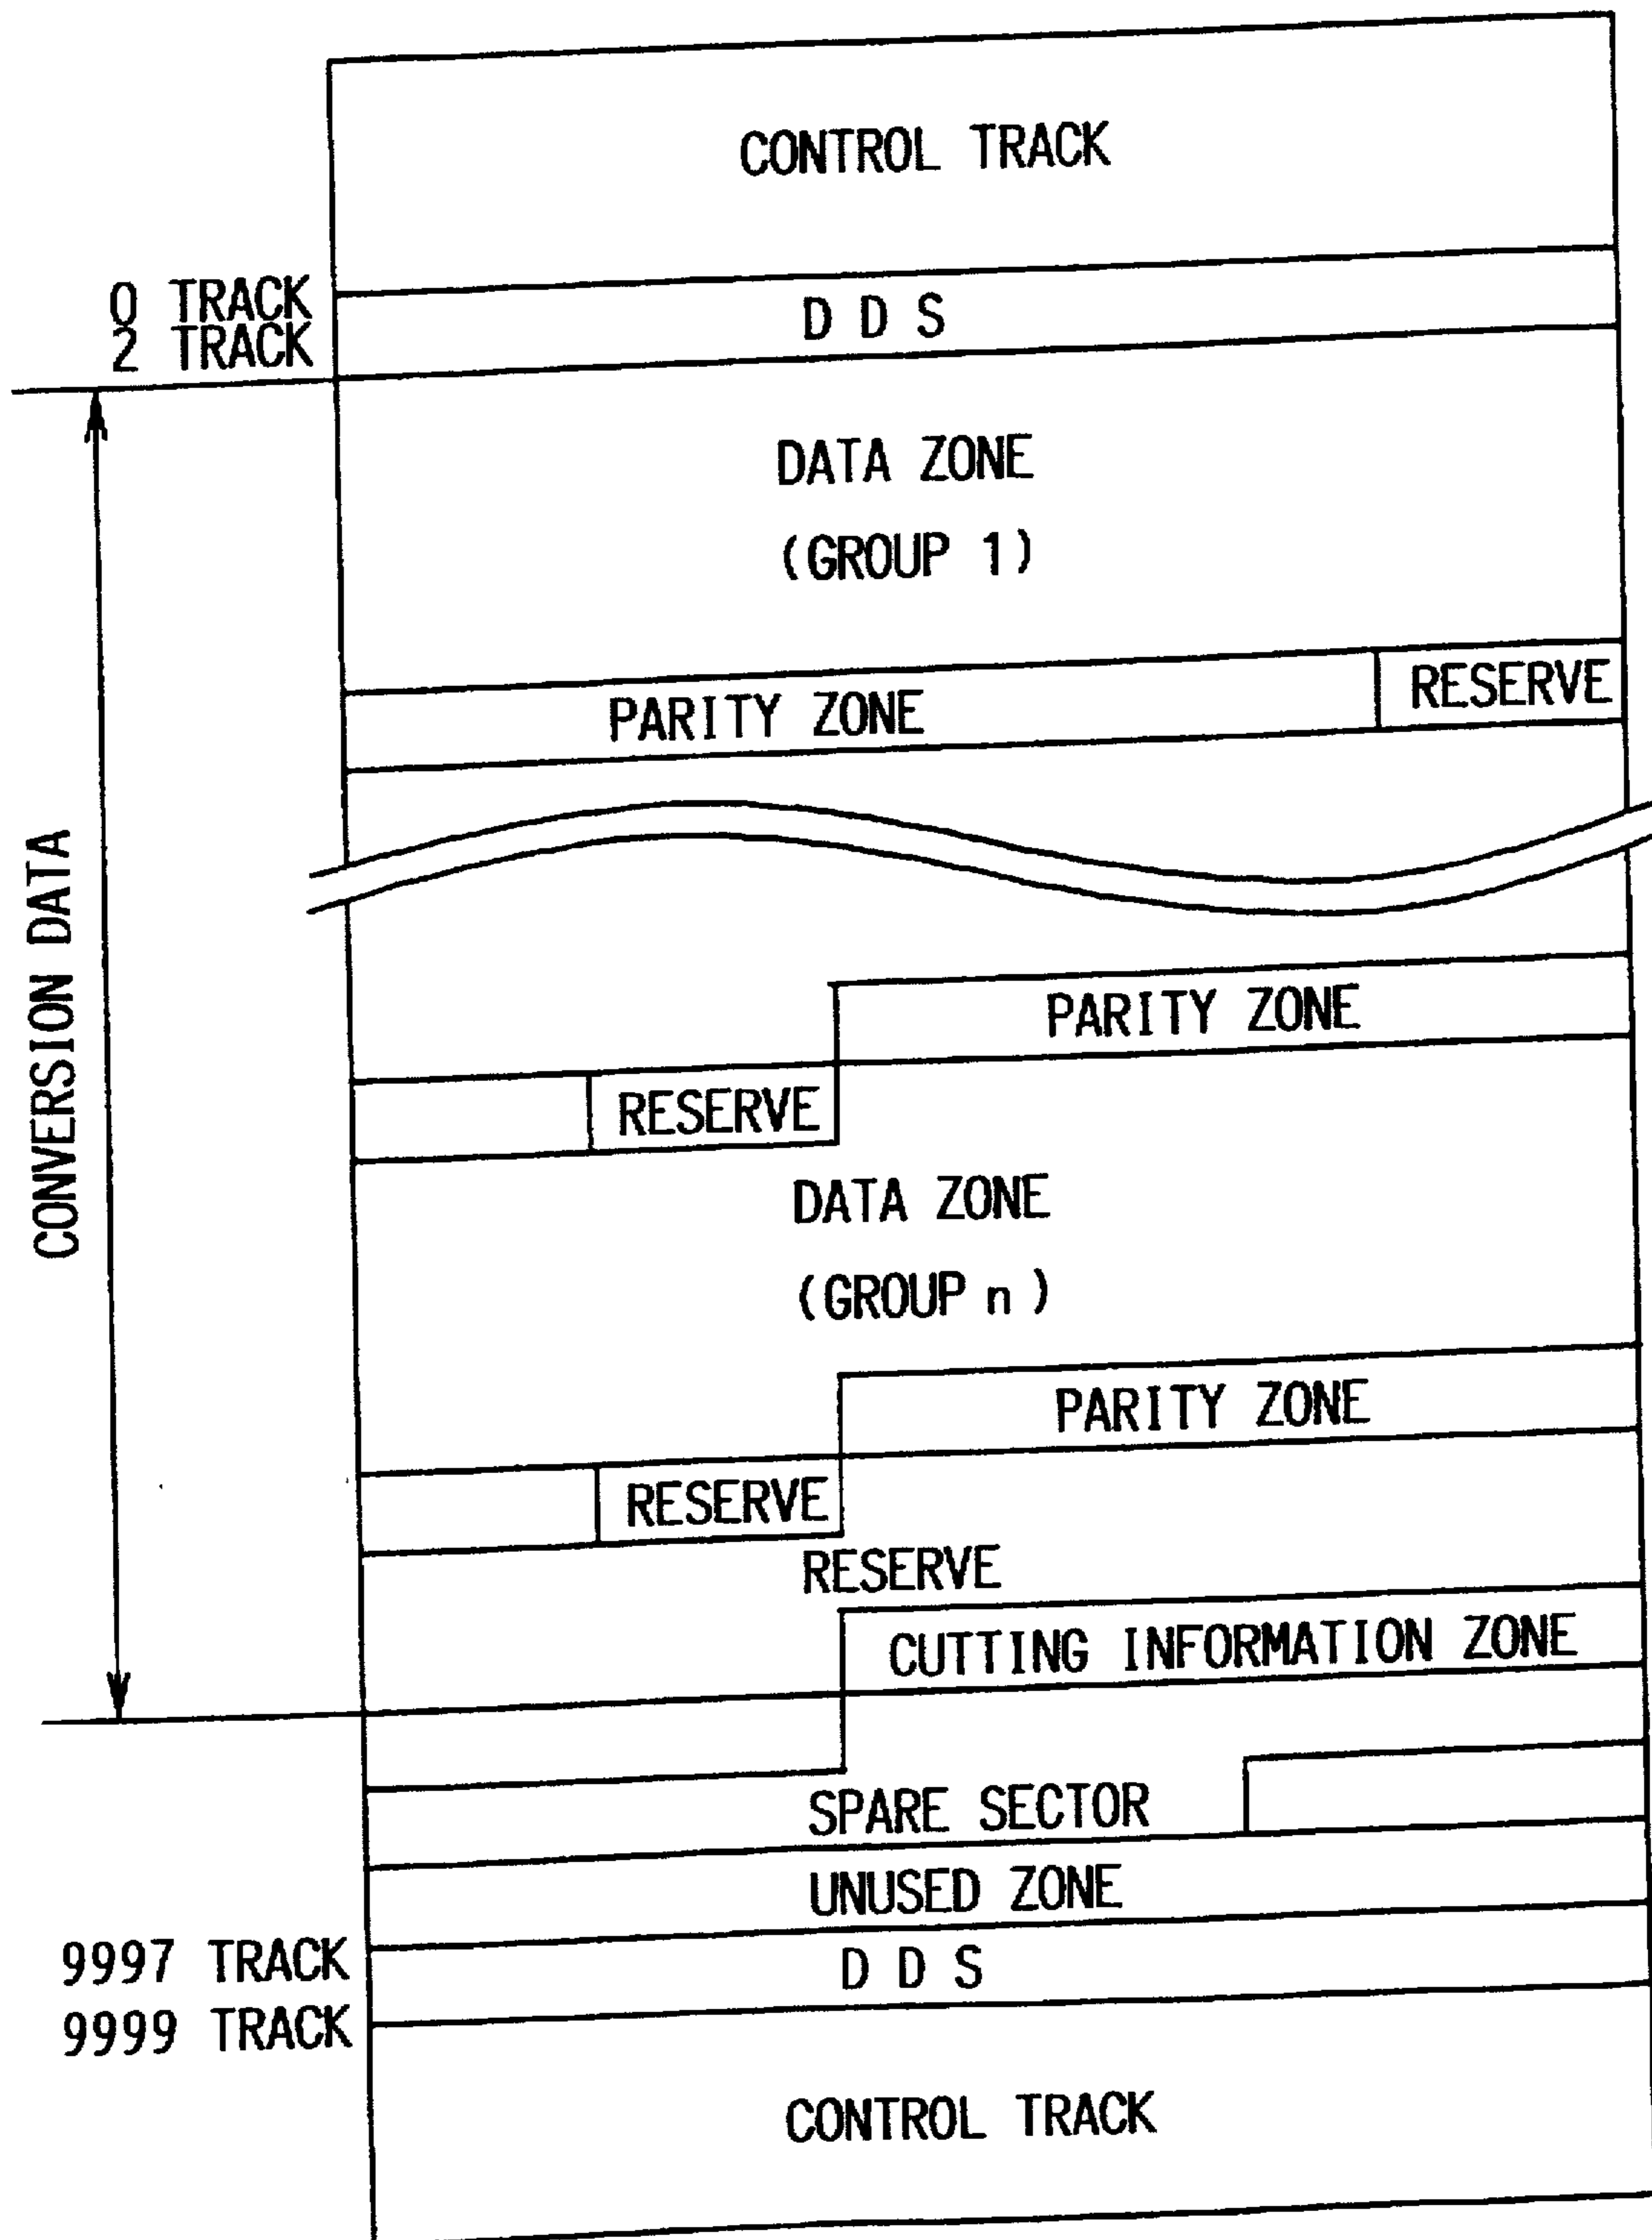 CONTROL TRACK
0 TRACK
D D S
2 TRACK
DATA ZONE
(GROUP 1)
PARITY ZONE
RESERVE
CONVERSION DATA
PARITY ZONE
RESERVE
DATA ZONE
(GROUP n)
PARITY ZONE
RESERVE
RESERVE
CUTTING INFORMATION ZONE
SPARE SECTOR
UNUSED ZONE
9997 TRACK
D D S
9999 TRACK
CONTROL TRACK